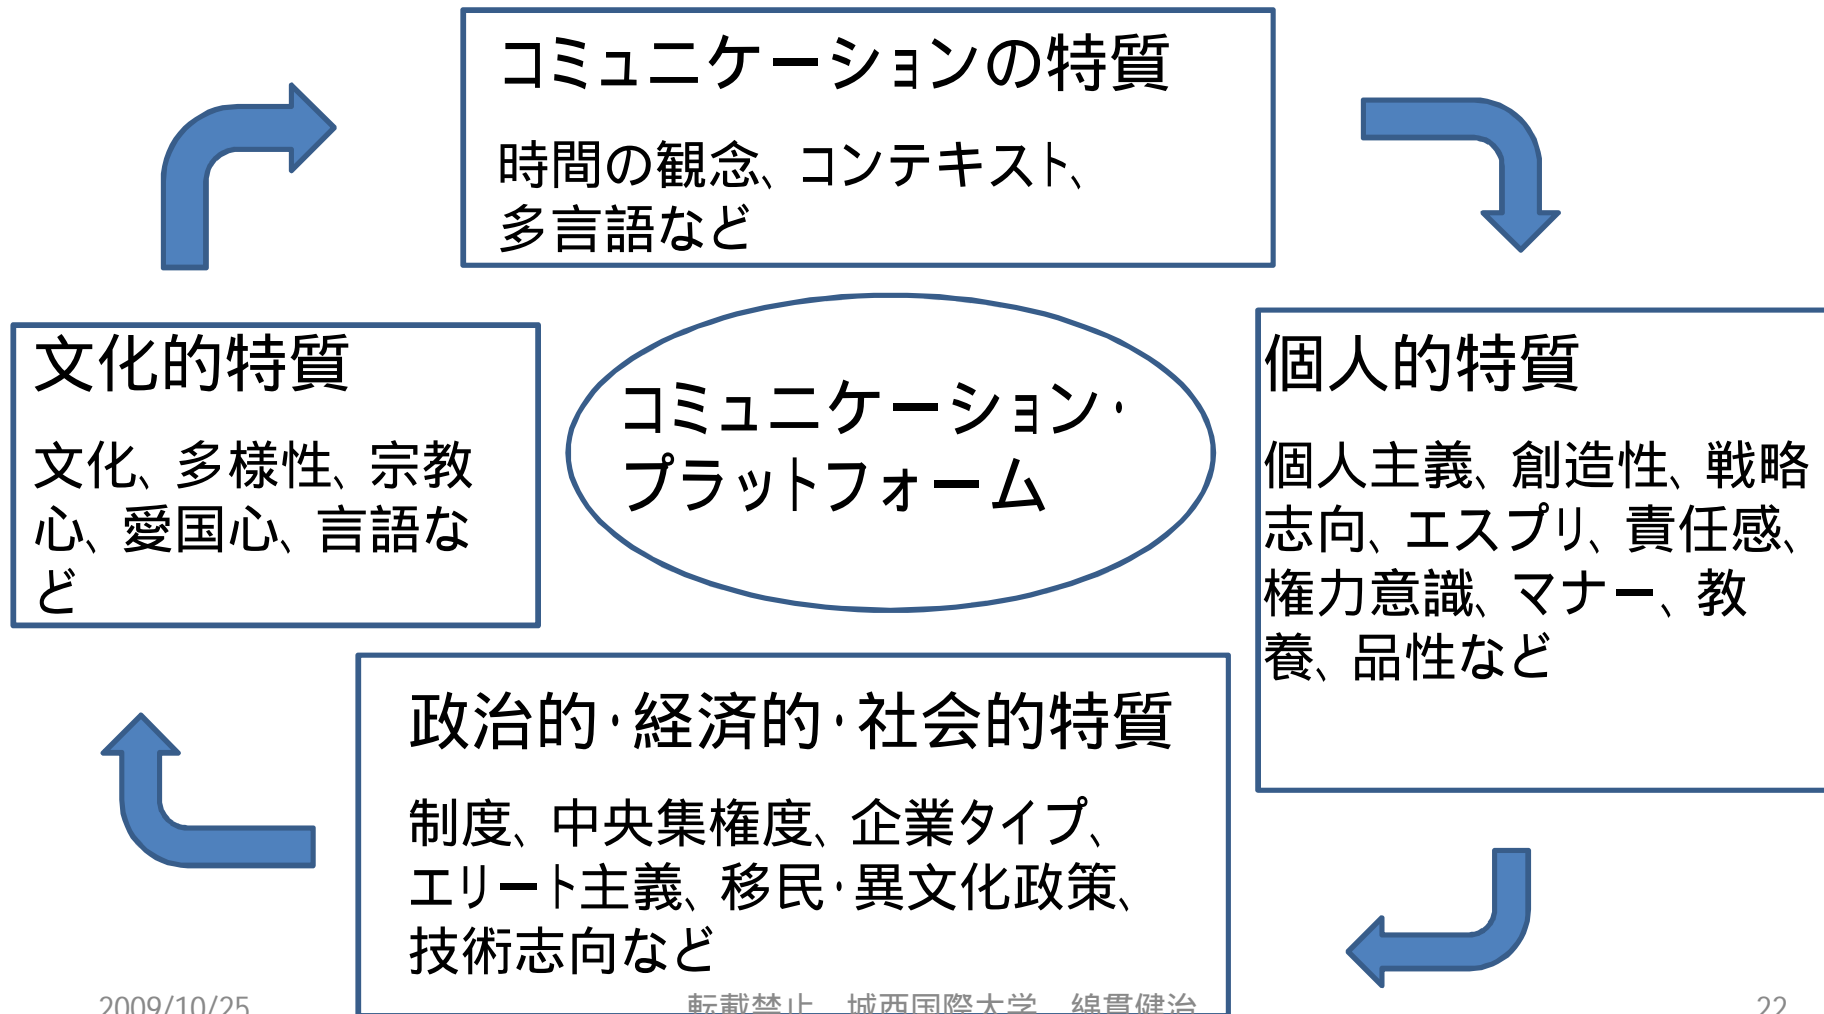 コミュニケーションの特質
時間の観念、コンテキスト、
多言語など
文化的特質
文化、多様性、宗教
心、愛国心、言語な
ど
コミュニケーション・
プラットフォーム
個人的特質
個人主義、創造性、戦略
志向、エスプリ、責任感、
権力意識、マナー、教
養、品性など
政治的・経済的・社会的特質
制度、中央集権度、企業タイプ、
エリート主義、移民・異文化政策、
技術志向など
2009/10/25
転載禁止 城西国際大学 綿貫健治
22